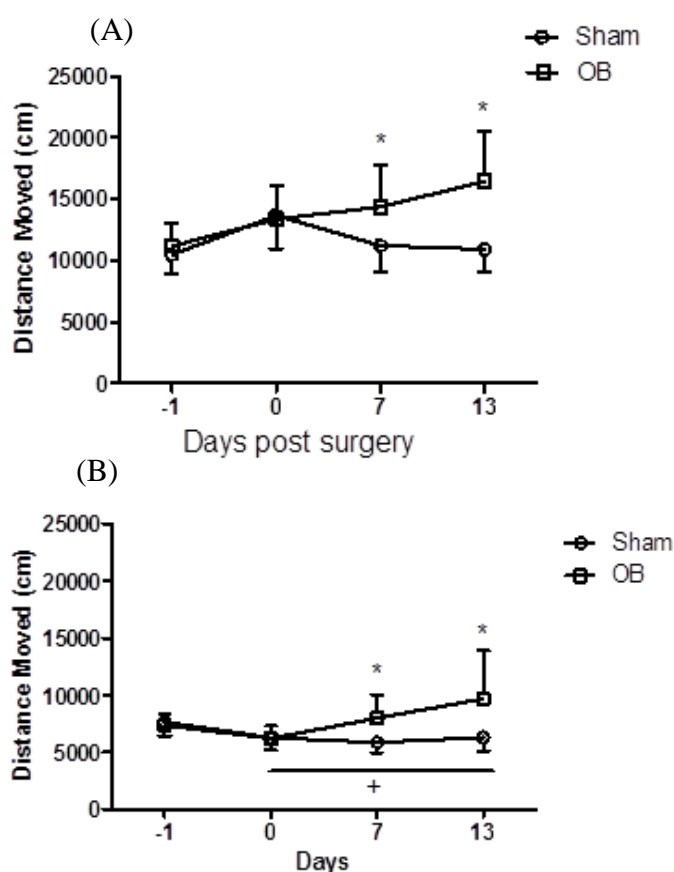 (A)
Sham
OB
Distance Moved (cm)
25000
20000
15000
10000
5000
0
* *
-1 0 7 13
Days post surgery
(B)
Sham
OB
Distance Moved (cm)
25000
20000
15000
10000
5000
0
* *
+
-1 0 7 13
Days